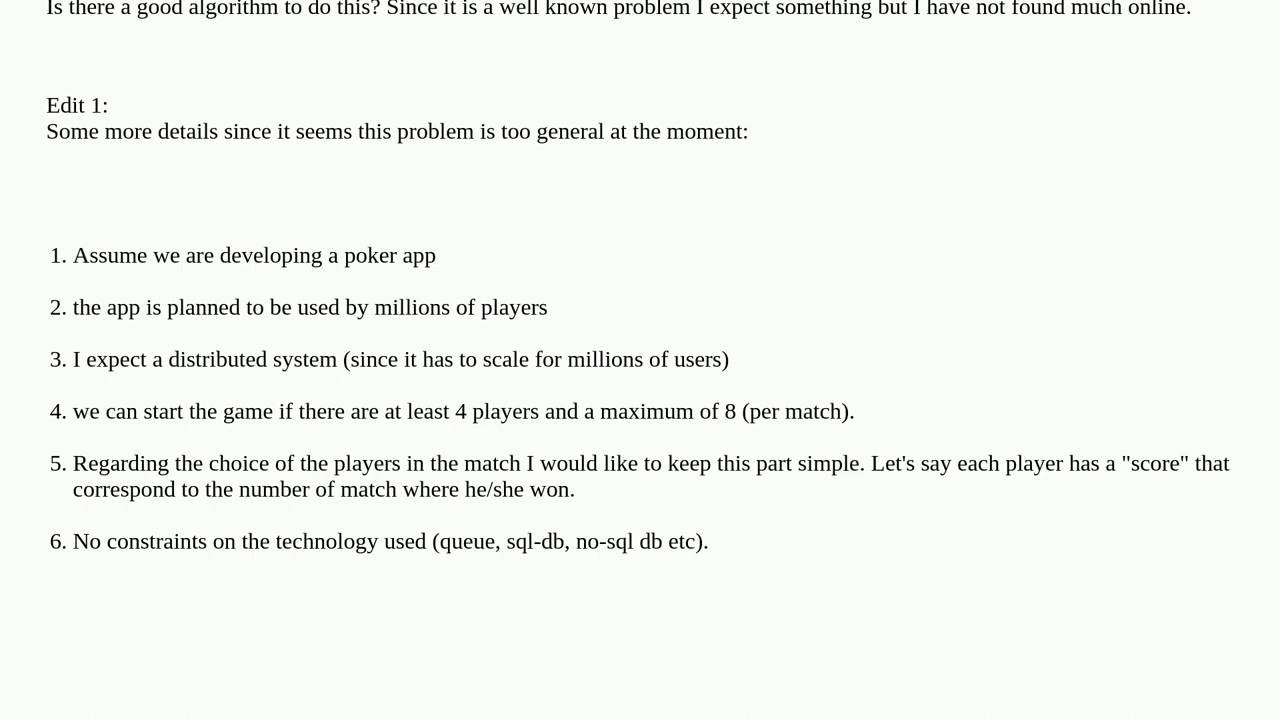 Is there a good algorithm to do this? Since it is a well known problem I expect something but I have not found much online.
Edit 1:
Some more details since it seems this problem is too general at the moment:
1. Assume we are developing a poker app
2. the app is planned to be used by millions of players
3. I expect a distributed system (since it has to scale for millions of users)
4. we can start the game if there are at least 4 players and a maximum of 8 (per match).
5. Regarding the choice of the players in the match I would like to keep this part simple. Let's say each player has a "score" that
correspond to the number of match where he/she won.
6. No constraints on the technology used (queue, sql-db, no-sql db etc).